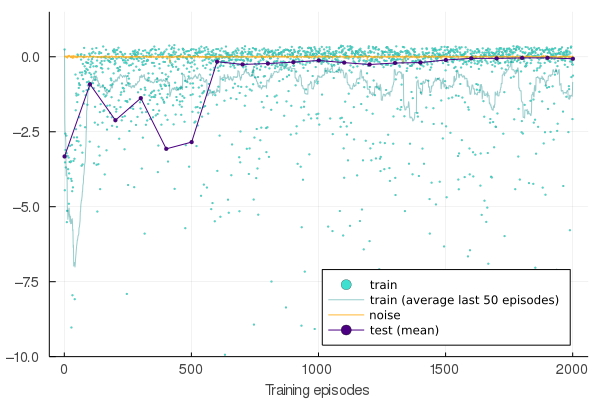 0.0
−2.5
−5.0
−7.5
−10.0
train
train (average last 50 episodes)
noise
test (mean)
0 500 1000 1500 2000
Training episodes